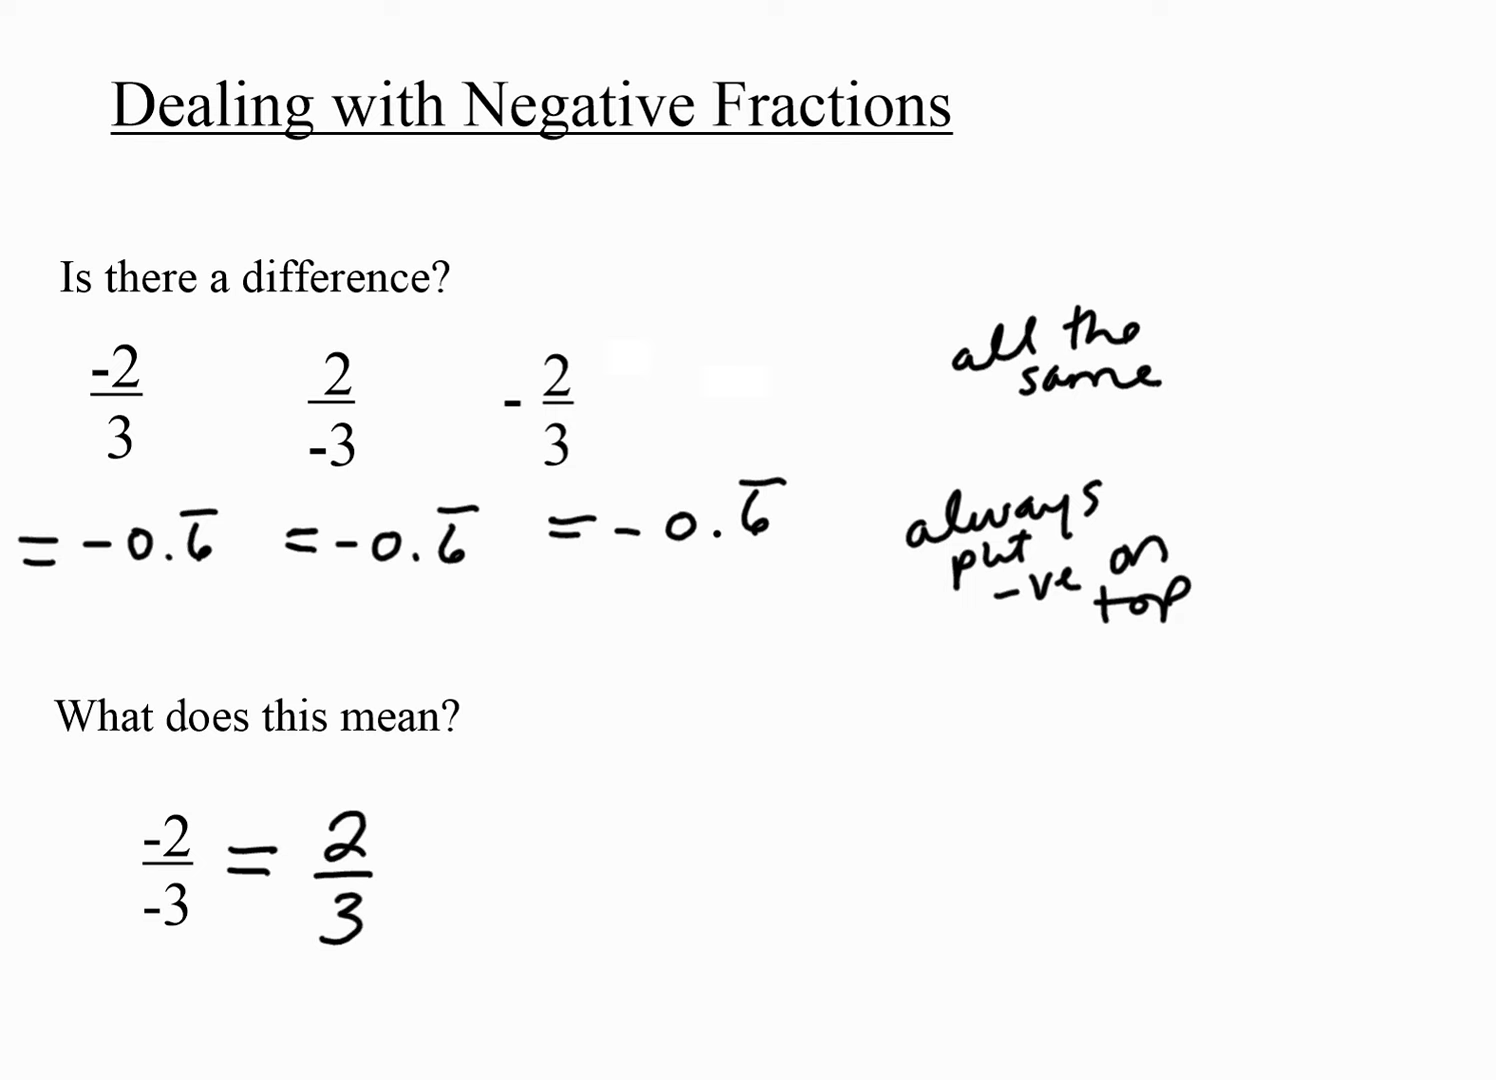 Dealing with Negative Fractions
Is there a difference?
-2/3 2/-3 - 2/3
all the
same
= -0.6̅ = -0.6̅ = -0.6̅
always
put
-ve on
top
What does this mean?
-2/-3 = 2/3